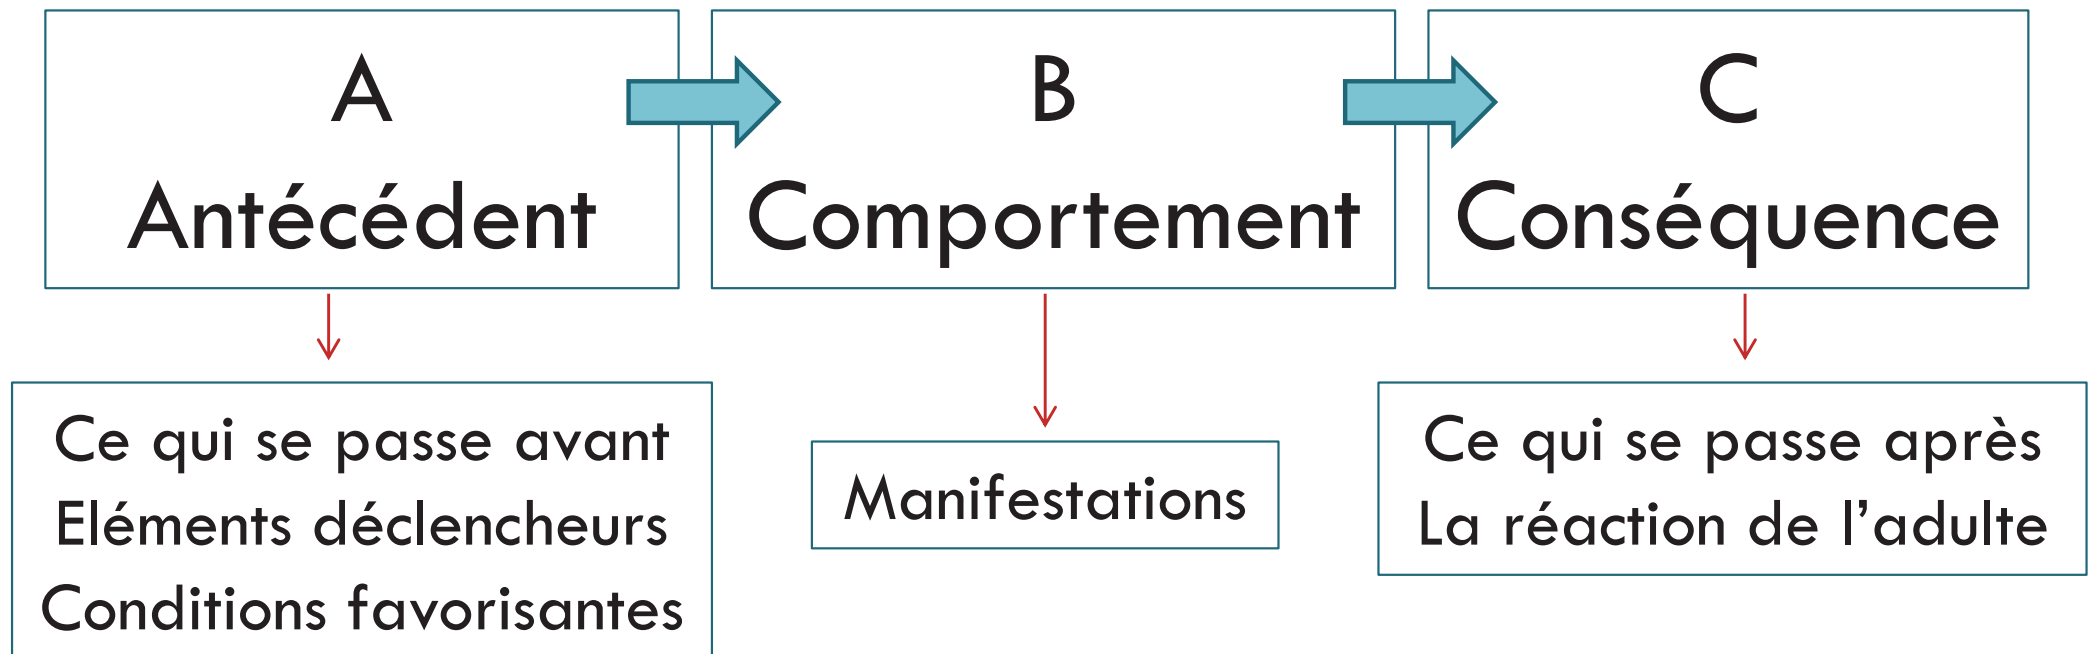 A
Antécédent
B
Comportement
C
Conséquence
Ce qui se passe avant
Eléments déclencheurs
Conditions favorisantes
Manifestations
Ce qui se passe après
La réaction de l’adulte